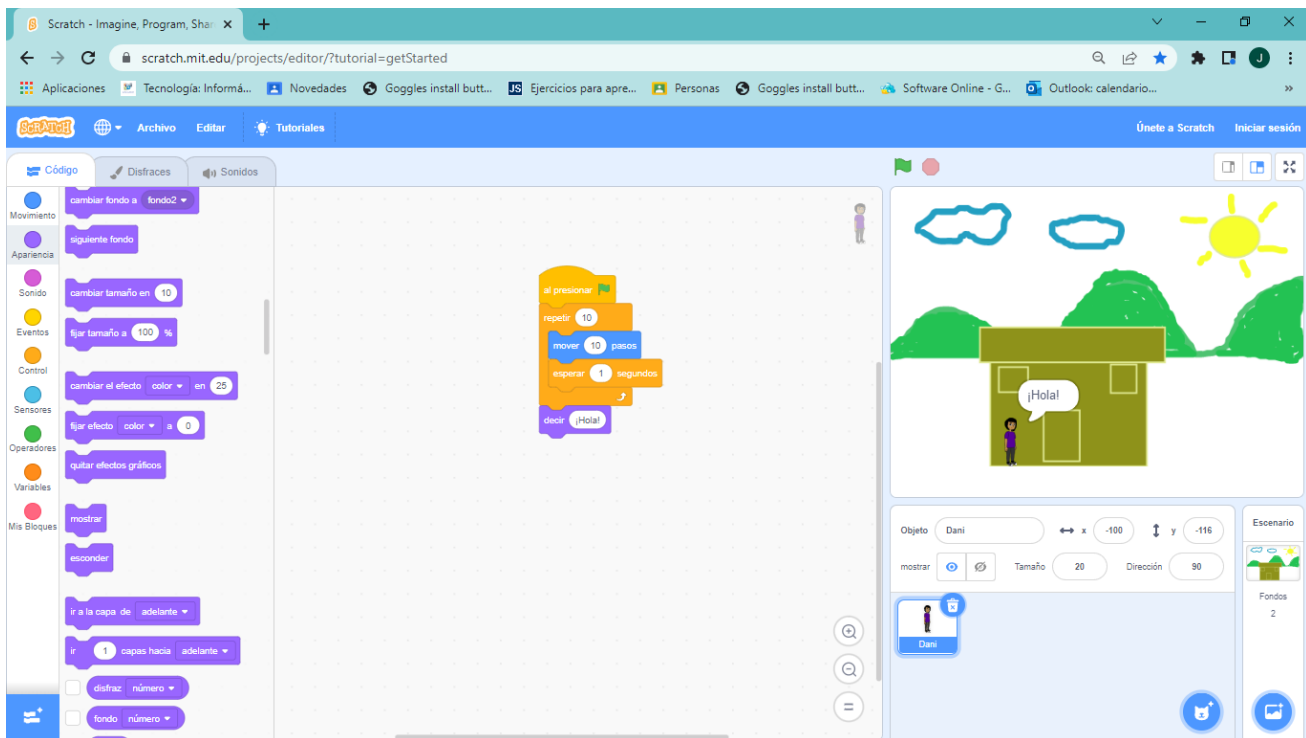 Scratch - Imagine, Program, Shar
scratch.mit.edu/projects/editor/?tutorial=getStarted
J
Aplicaciones
Tecnología: Informá...
Novedades
Goggles install butt...
JS Ejercicios para apre...
Personas
Goggles install butt...
Software Online - G...
Outlook: calendario...
SCRATCH
Archivo
Editar
Tutoriales
Únete a Scratch
Iniciar sesión
Código
Disfraces
Sonidos
Movimiento
Apariencia
Sonido
Eventos
Control
Sensores
Operadores
Variables
Mis Bloques
cambiar fondo a fondo2
siguiente fondo
cambiar tamaño en 10
fijar tamaño a 100 %
cambiar el efecto color en 25
fijar efecto color a 0
quitar efectos gráficos
mostrar
esconder
ir a la capa de adelante
ir 1 capas hacia adelante
disfraz número
fondo número
al presionar
repetir 10
mover 10 pasos
esperar 1 segundos
decir ¡Hola!
¡Hola!
Objeto Dani x -100 y -116
mostrar Tamaño 20 Dirección 90
Dani
Escenario
Fondos
2